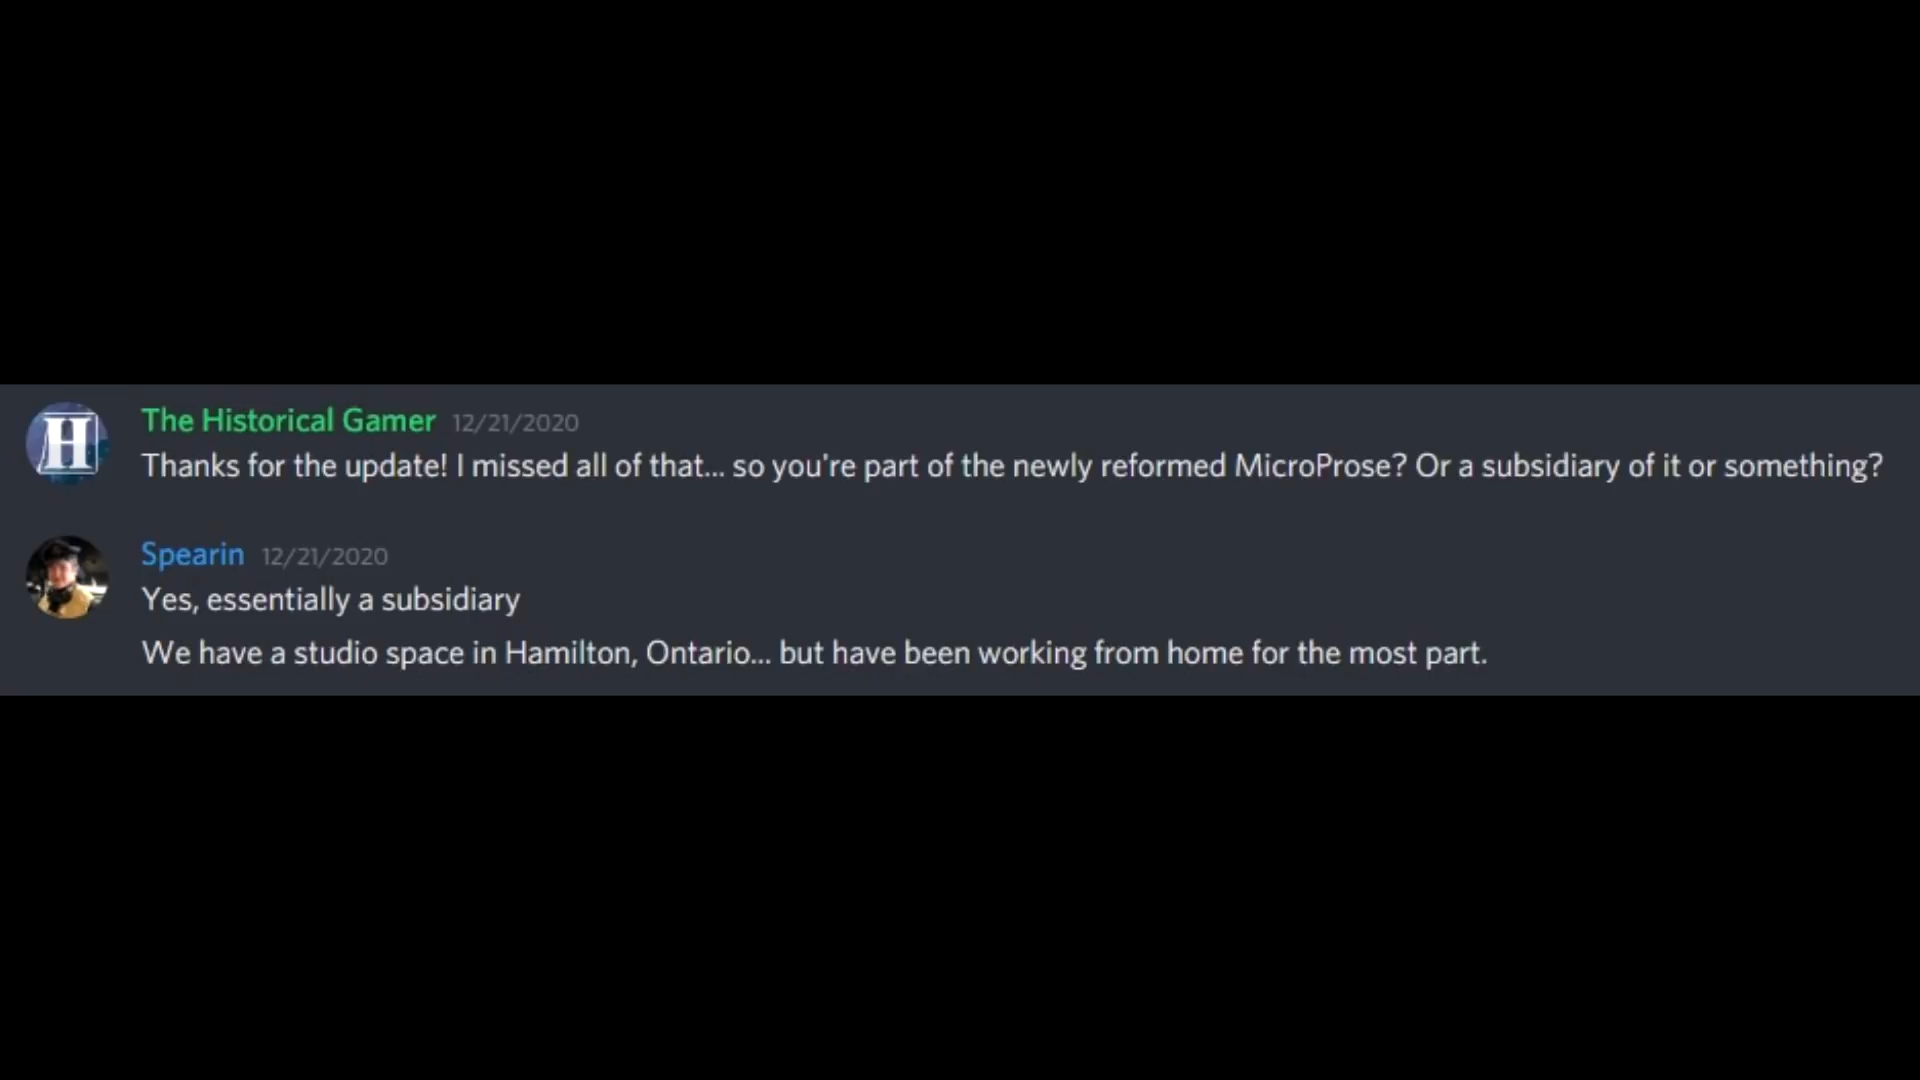 H
The Historical Gamer 12/21/2020
Thanks for the update! I missed all of that... so you're part of the newly reformed MicroProse? Or a subsidiary of it or something?
Spearin 12/21/2020
Yes, essentially a subsidiary
We have a studio space in Hamilton, Ontario... but have been working from home for the most part.